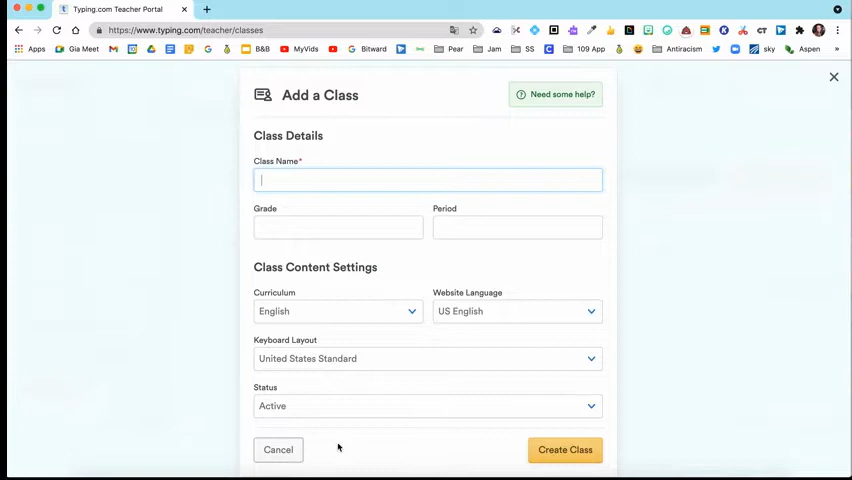 Typing.com Teacher Portal
https://www.typing.com/teacher/classes
Apps Gia Meet B&B MyVids Bitward Pear Jam SS 109 App Antiracism sky Aspen
Add a Class
Need some help?
Class Details
Class Name*
Grade Period
Class Content Settings
Curriculum Website Language
English US English
Keyboard Layout
United States Standard
Status
Active
Cancel Create Class